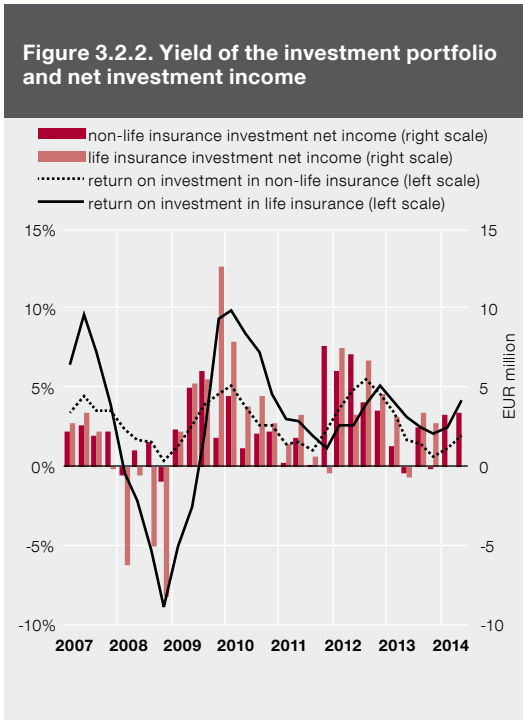 Figure 3.2.2. Yield of the investment portfolio
and net investment income
non-life insurance investment net income (right scale)
life insurance investment net income (right scale)
return on investment in non-life insurance (left scale)
return on investment in life insurance (left scale)
15% 15
10% 10
5% 5
0% 0
-5% -5
-10% -10
EUR million
2007 2008 2009 2010 2011 2012 2013 2014